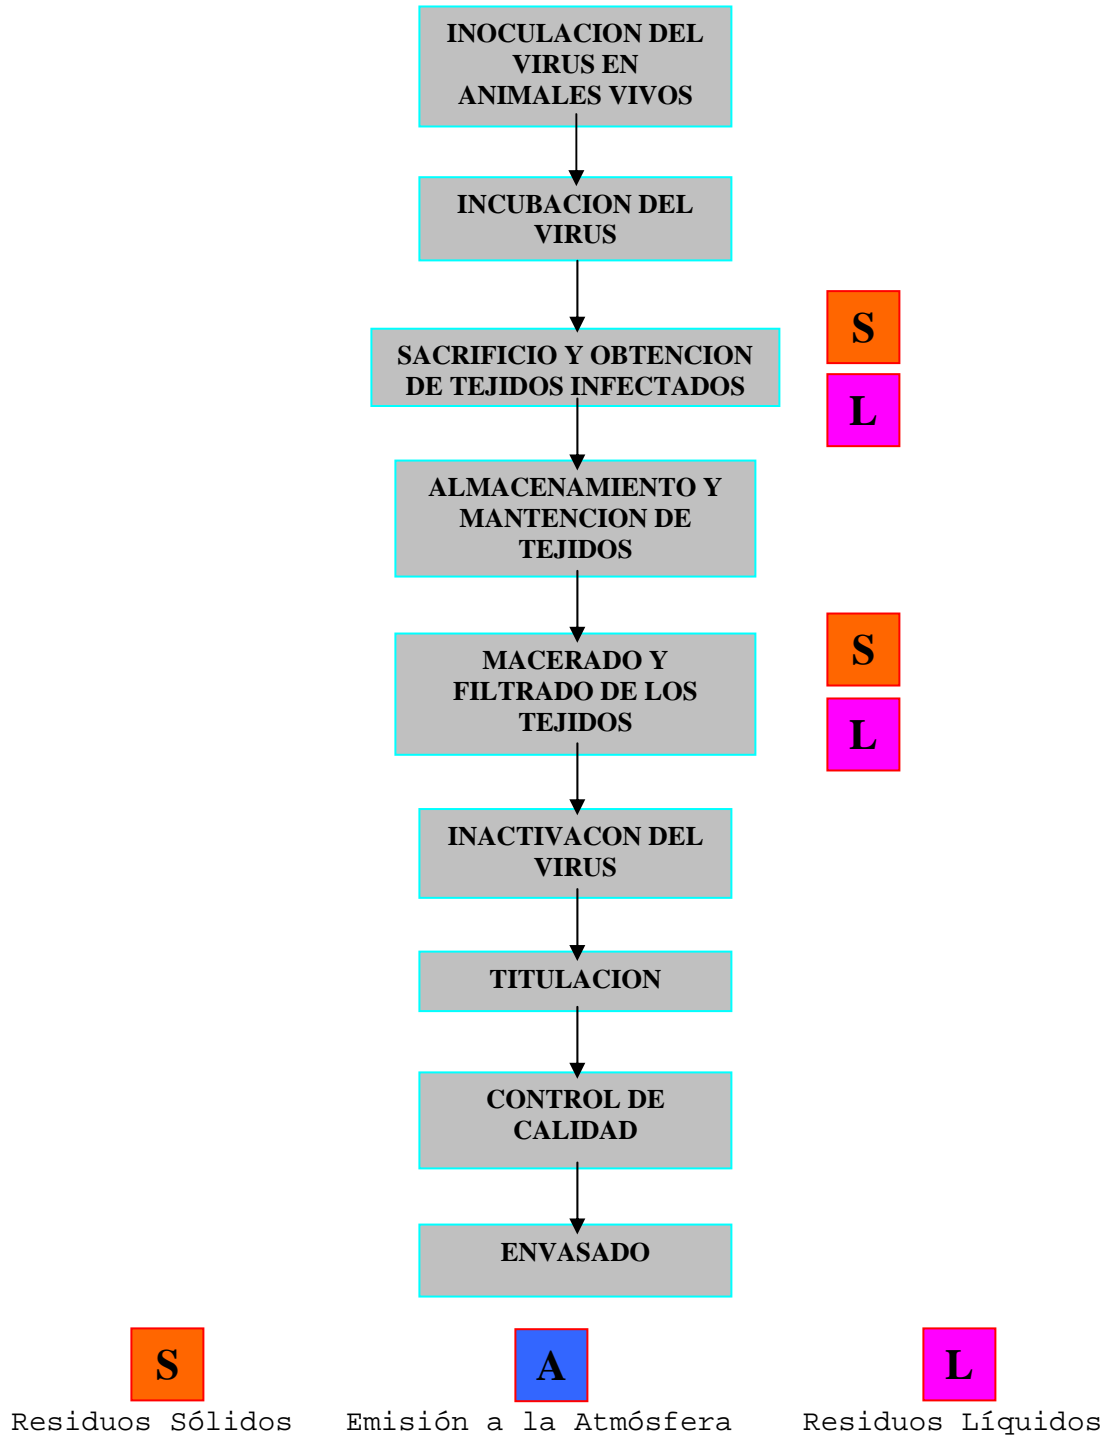 INOCULACION DEL
VIRUS EN
ANIMALES VIVOS
INCUBACION DEL
VIRUS
SACRIFICIO Y OBTENCION
DE TEJIDOS INFECTADOS
S
L
ALMACENAMIENTO Y
MANTENCION DE
TEJIDOS
MACERADO Y
FILTRADO DE LOS
TEJIDOS
S
L
INACTIVACON DEL
VIRUS
TITULACION
CONTROL DE
CALIDAD
ENVASADO
S
A
L
Residuos Sólidos
Emisión a la Atmósfera
Residuos Líquidos